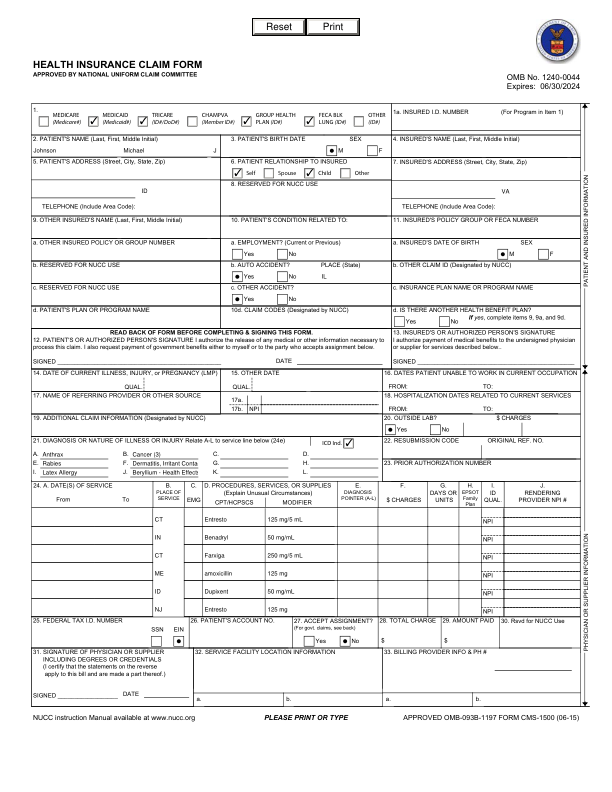 Reset Print
HEALTH INSURANCE CLAIM FORM
APPROVED BY NATIONAL UNIFORM CLAIM COMMITTEE
OMB No. 1240-0044
Expires: 06/30/2024
1.
MEDICARE MEDICAID TRICARE CHAMPVA GROUP HEALTH FECA BLK OTHER
(Medicare#) (Medicaid#) (ID#/DoD#) (Member ID#) PLAN (ID#) LUNG (ID#) (ID#)
1a. INSURED I.D. NUMBER (For Program in Item 1)
2. PATIENT'S NAME (Last, First, Middle Initial) 3. PATIENT'S BIRTH DATE SEX 4. INSURED'S NAME (Last, First, Middle Initial)
Johnson Michael J M F
5. PATIENT'S ADDRESS (Street, City, State, Zip) 6. PATIENT RELATIONSHIP TO INSURED 7. INSURED'S ADDRESS (Street, City, State, Zip)
Self Spouse Child Other
8. RESERVED FOR NUCC USE
ID VA
TELEPHONE (Include Area Code): TELEPHONE (Include Area Code):
9. OTHER INSURED'S NAME (Last, First, Middle Initial) 10. PATIENT'S CONDITION RELATED TO: 11. INSURED'S POLICY GROUP OR FECA NUMBER
a. OTHER INSURED POLICY OR GROUP NUMBER a. EMPLOYMENT? (Current or Previous) a. INSURED'S DATE OF BIRTH SEX
Yes No M F
b. RESERVED FOR NUCC USE b. AUTO ACCIDENT? PLACE (State) b. OTHER CLAIM ID (Designated by NUCC)
Yes No IL
c. RESERVED FOR NUCC USE c. OTHER ACCIDENT? c. INSURANCE PLAN NAME OR PROGRAM NAME
Yes No
d. PATIENT'S PLAN OR PROGRAM NAME 10d. CLAIM CODES (Designated by NUCC) d. IS THERE ANOTHER HEALTH BENEFIT PLAN?
Yes No If yes, complete items 9, 9a, and 9d.
READ BACK OF FORM BEFORE COMPLETING & SIGNING THIS FORM.
12. PATIENT'S OR AUTHORIZED PERSON'S SIGNATURE I authorize the release of any medical or other information necessary to
process this claim. I also request payment of government benefits either to myself or to the party who accepts assignment below.
SIGNED DATE
13. INSURED'S OR AUTHORIZED PERSON'S SIGNATURE
I authorize payment of medical benefits to the undersigned physician
or supplier for services described below..
SIGNED
PATIENT AND INSURED INFORMATION
14. DATE OF CURRENT ILLNESS, INJURY, or PREGNANCY (LMP) 15. OTHER DATE 16. DATES PATIENT UNABLE TO WORK IN CURRENT OCCUPATION
QUAL. QUAL. FROM: TO:
17. NAME OF REFERRING PROVIDER OR OTHER SOURCE 17a. 18. HOSPITALIZATION DATES RELATED TO CURRENT SERVICES
17b. NPI FROM: TO:
19. ADDITIONAL CLAIM INFORMATION (Designated by NUCC) 20. OUTSIDE LAB? $ CHARGES
Yes No
21. DIAGNOSIS OR NATURE OF ILLNESS OR INJURY Relate A-L to service line below (24e) ICD Ind. 22. RESUBMISSION CODE ORIGINAL REF. NO.
A. Anthrax B. Cancer (3) C. D.
E. Rabies F. Dermatitis, Irritant Conta G. H. 23. PRIOR AUTHORIZATION NUMBER
I. Latex Allergy J. Beryllium - Health Effects K. L.
24. A. DATE(S) OF SERVICE B. PLACE OF SERVICE C. EMG D. PROCEDURES, SERVICES, OR SUPPLIES E. DIAGNOSIS POINTER (A-L) F. $ CHARGES G. DAYS OR UNITS H. EPSOT Family Plan I. ID QUAL. J. RENDERING PROVIDER NPI #
(Explain Unusual Circumstances)
From To CPT/HCPSCS MODIFIER
CT Entresto 125 mg/5 mL NPI
IN Benadryl 50 mg/mL NPI
CT Farxiga 250 mg/5 mL NPI
ME amoxicillin 125 mg NPI
ID Dupixent 50 mg/mL NPI
NJ Entresto 125 mg NPI
25. FEDERAL TAX I.D. NUMBER 26. PATIENT'S ACCOUNT NO. 27. ACCEPT ASSIGNMENT? 28. TOTAL CHARGE 29. AMOUNT PAID 30. Rsvd for NUCC Use
SSN EIN (For govt. claims, see back)
Yes No $ $
31. SIGNATURE OF PHYSICIAN OR SUPPLIER 32. SERVICE FACILITY LOCATION INFORMATION 33. BILLING PROVIDER INFO & PH #
INCLUDING DEGREES OR CREDENTIALS
(I certify that the statements on the reverse
apply to this bill and are made a part thereof.)
SIGNED DATE a. b. a. b.
PHYSICIAN OR SUPPLIER INFORMATION
NUCC instruction Manual available at www.nucc.org PLEASE PRINT OR TYPE APPROVED OMB-093B-1197 FORM CMS-1500 (06-15)